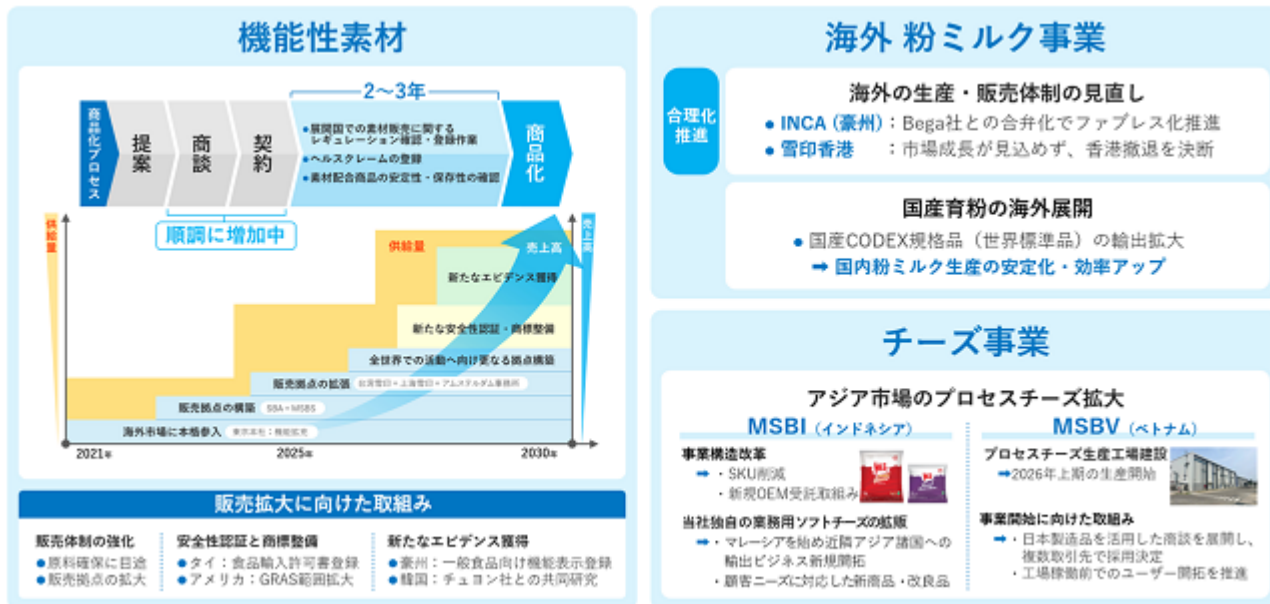 機能性素材
2～3年
商品化プロセス
提案
商談
契約
●展開国での素材販売に関する
レギュレーション確認・登録作業
●ヘルスクレームの登録
●素材配合商品の安定性・保存性の確認
商品化
順調に増加中
供給量
売上高
供給量
売上高
新たなエビデンス獲得
新たな安全性認証・商標整備
全世界での活動へ向け更なる拠点構築
販売拠点の拡張 台湾雪印＋上海雪印＋アムステルダム事務所
販売拠点の構築 SBA＋MSBS
海外市場に本格参入 東京本社：機能拡充
2021年
2025年
2030年
販売拡大に向けた取組み
販売体制の強化
●原料確保に目途
●販売拠点の拡大
安全性認証と商標整備
●タイ：食品輸入許可書登録
●アメリカ：GRAS範囲拡大
新たなエビデンス獲得
●豪州：一般食品向け機能表示登録
●韓国：チュョン社との共同研究
海外 粉ミルク事業
合理化
推進
海外の生産・販売体制の見直し
●INCA（豪州）：Bega社との合弁化でファブレス化推進
●雪印香港 ：市場成長が見込めず、香港撤退を決断
国産育粉の海外展開
●国産CODEX規格品（世界標準品）の輸出拡大
➡ 国内粉ミルク生産の安定化・効率アップ
チーズ事業
アジア市場のプロセスチーズ拡大
MSBI（インドネシア）
事業構造改革
➡・SKU削減
・新規OEM受託取組み
当社独自の業務用ソフトチーズの拡販
➡・マレーシアを始め近隣アジア諸国への
輸出ビジネス新規開拓
・顧客ニーズに対応した新商品・改良品
MSBV（ベトナム）
プロセスチーズ生産工場建設
➡2026年上期の生産開始
事業開始に向けた取組み
➡・日本製造品を活用した商談を展開し、
複数取引先で採用決定
・工場稼働前でのユーザー開拓を推進